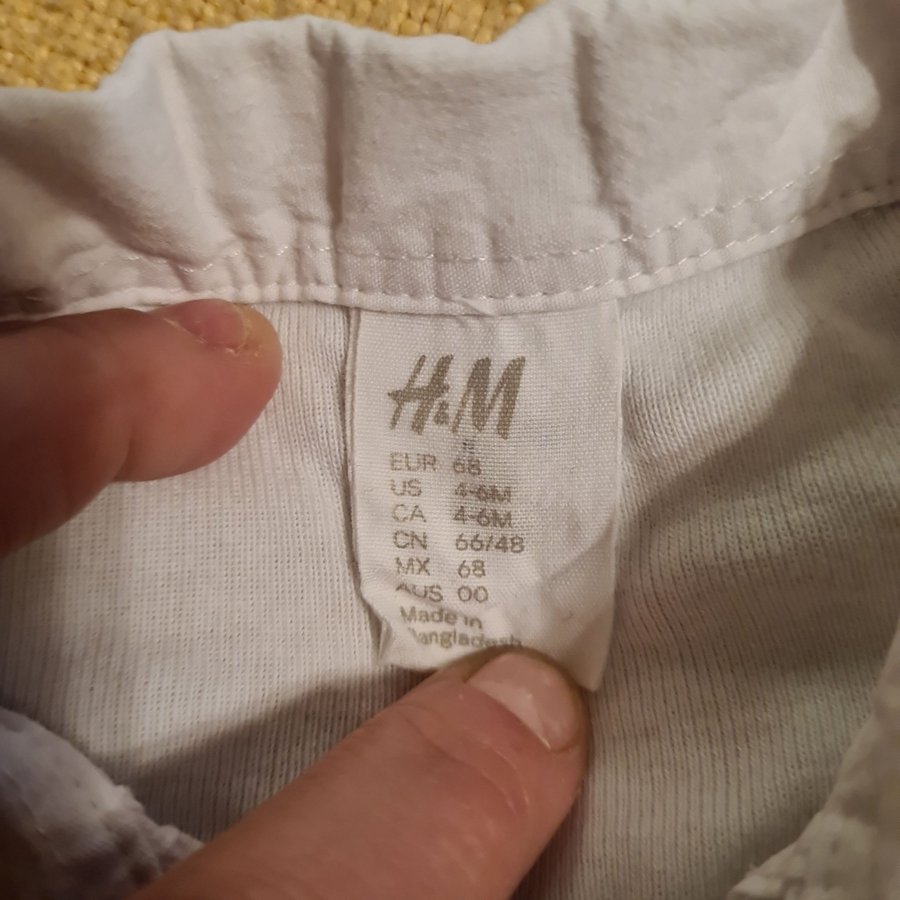 H&M
EUR 68
US 4-6M
CA 4-6M
CN 66/48
MX 68
AUS 00
Made in
Bangladesh